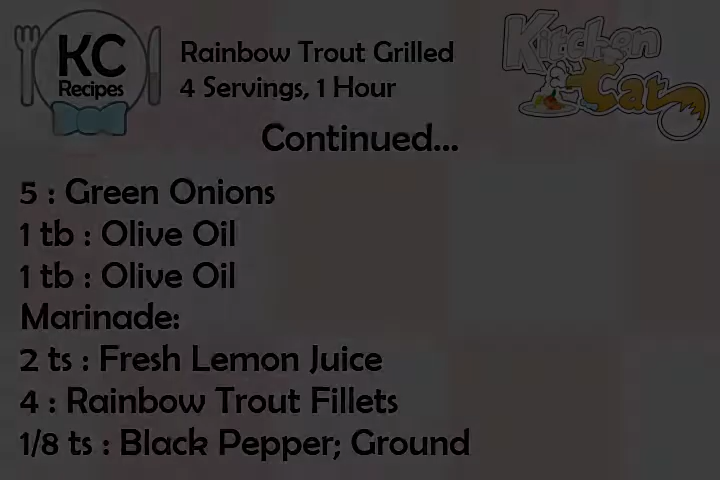 KC
Recipes
Rainbow Trout Grilled
4 Servings, 1 Hour
Kitchen
Cat
Continued...
5 : Green Onions
1 tb : Olive Oil
1 tb : Olive Oil
Marinade:
2 ts : Fresh Lemon Juice
4 : Rainbow Trout Fillets
1/8 ts : Black Pepper; Ground